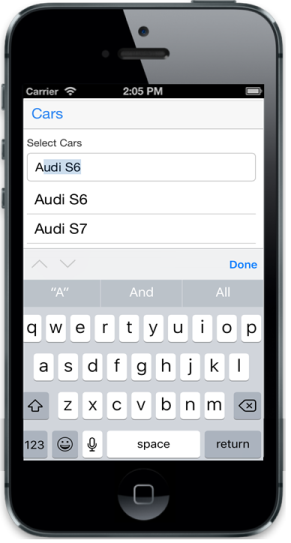 Carrier 2:05 PM
Cars
Select Cars
Audi S6
Audi S6
Audi S7
Done
“A” And All
q w e r t y u i o p
a s d f g h j k l
z x c v b n m
123 space return